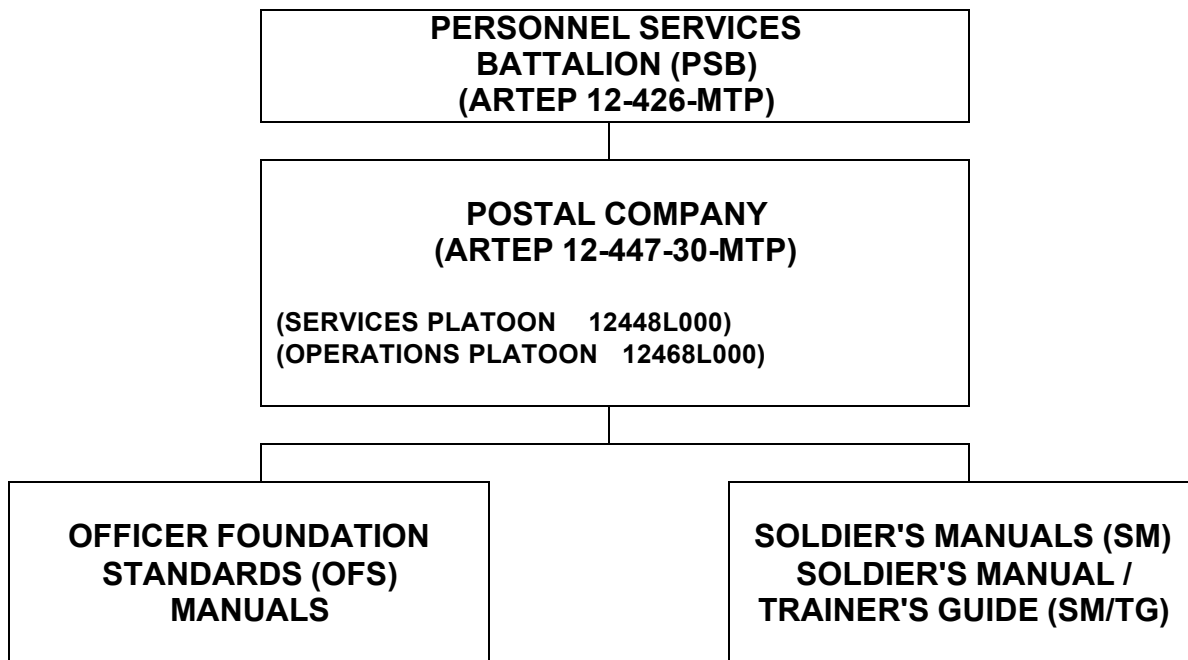 PERSONNEL SERVICES
BATTALION (PSB)
(ARTEP 12-426-MTP)
POSTAL COMPANY
(ARTEP 12-447-30-MTP)
(SERVICES PLATOON 12448L000)
(OPERATIONS PLATOON 12468L000)
OFFICER FOUNDATION
STANDARDS (OFS)
MANUALS
SOLDIER'S MANUALS (SM)
SOLDIER'S MANUAL /
TRAINER'S GUIDE (SM/TG)